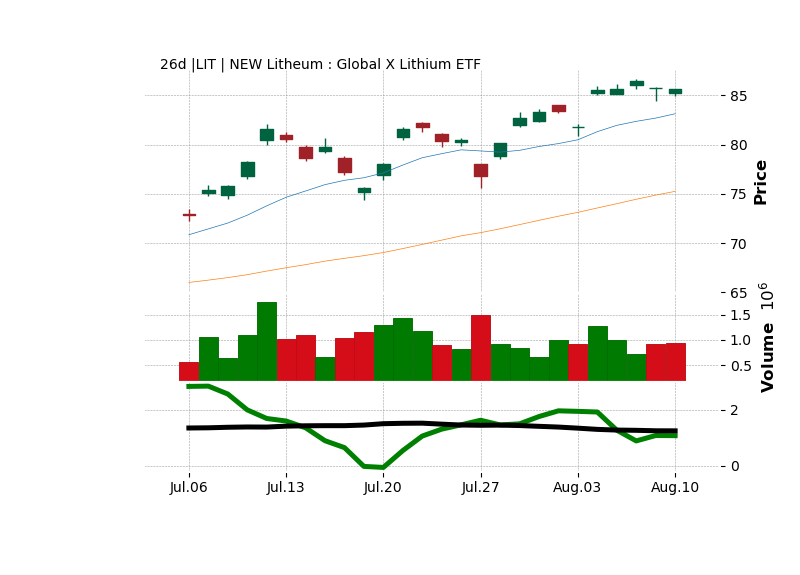 26d |LIT | NEW Litheum : Global X Lithium ETF
85
80
75
70
65
Price
10^6
1.5
1.0
0.5
Volume
2
0
Jul.06 Jul.13 Jul.20 Jul.27 Aug.03 Aug.10